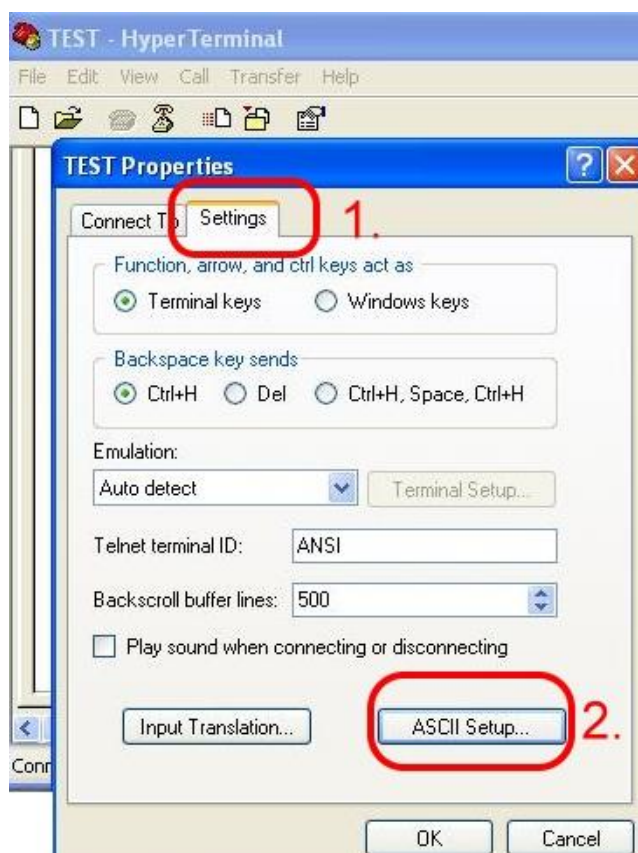 TEST - HyperTerminal
File Edit View Call Transfer Help
TEST Properties
Connect To Settings 1.
Function, arrow, and ctrl keys act as
Terminal keys Windows keys
Backspace key sends
Ctrl+H Del Ctrl+H, Space, Ctrl+H
Emulation:
Auto detect Terminal Setup...
Telnet terminal ID: ANSI
Backscroll buffer lines: 500
Play sound when connecting or disconnecting
Input Translation... ASCII Setup... 2.
Conn
OK Cancel